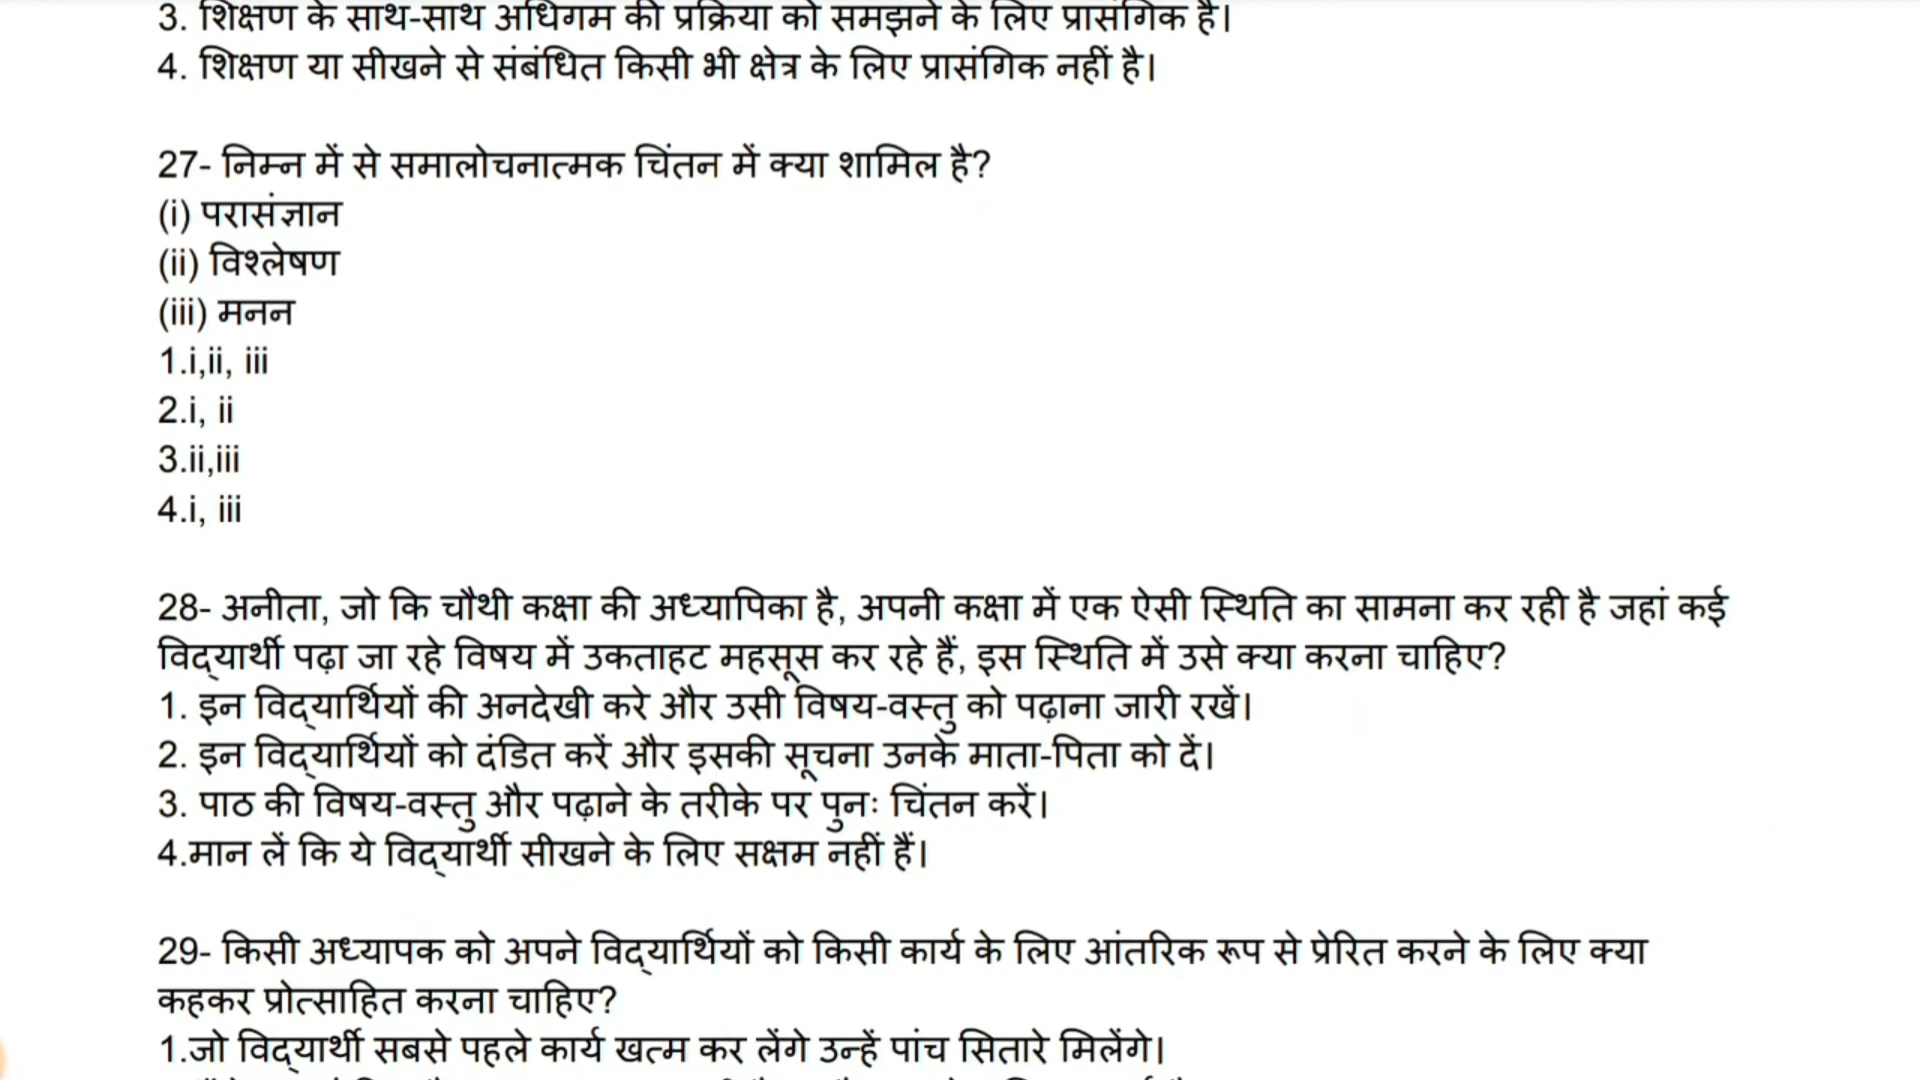 3. शिक्षण के साथ-साथ अधिगम की प्रक्रिया को समझने के लिए प्रासंगिक है।
4. शिक्षण या सीखने से संबंधित किसी भी क्षेत्र के लिए प्रासंगिक नहीं है।
27- निम्न में से समालोचनात्मक चिंतन में क्या शामिल है?
(i) परासंज्ञान
(ii) विश्लेषण
(iii) मनन
1.i,ii, iii
2.i, ii
3.ii,iii
4.i, iii
28- अनीता, जो कि चौथी कक्षा की अध्यापिका है, अपनी कक्षा में एक ऐसी स्थिति का सामना कर रही है जहां कई
विद्यार्थी पढ़ा जा रहे विषय में उकताहट महसूस कर रहे हैं, इस स्थिति में उसे क्या करना चाहिए?
1. इन विद्यार्थियों की अनदेखी करे और उसी विषय-वस्तु को पढ़ाना जारी रखें।
2. इन विद्यार्थियों को दंडित करें और इसकी सूचना उनके माता-पिता को दें।
3. पाठ की विषय-वस्तु और पढ़ाने के तरीके पर पुनः चिंतन करें।
4.मान लें कि ये विद्यार्थी सीखने के लिए सक्षम नहीं हैं।
29- किसी अध्यापक को अपने विद्यार्थियों को किसी कार्य के लिए आंतरिक रूप से प्रेरित करने के लिए क्या
कहकर प्रोत्साहित करना चाहिए?
1.जो विद्यार्थी सबसे पहले कार्य खत्म कर लेंगे उन्हें पांच सितारे मिलेंगे।